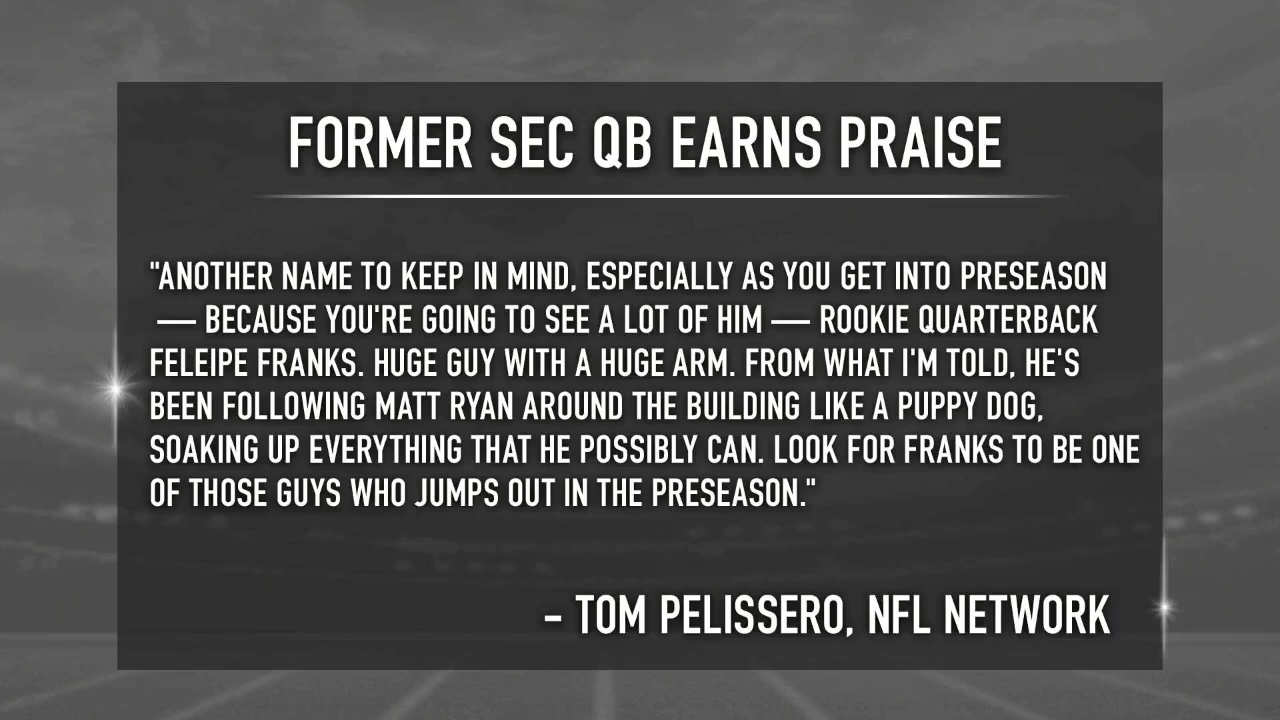 FORMER SEC QB EARNS PRAISE
"ANOTHER NAME TO KEEP IN MIND, ESPECIALLY AS YOU GET INTO PRESEASON
— BECAUSE YOU'RE GOING TO SEE A LOT OF HIM — ROOKIE QUARTERBACK
FELEIPE FRANKS. HUGE GUY WITH A HUGE ARM. FROM WHAT I'M TOLD, HE'S
BEEN FOLLOWING MATT RYAN AROUND THE BUILDING LIKE A PUPPY DOG,
SOAKING UP EVERYTHING THAT HE POSSIBLY CAN. LOOK FOR FRANKS TO BE ONE
OF THOSE GUYS WHO JUMPS OUT IN THE PRESEASON."
- TOM PELISSERO, NFL NETWORK